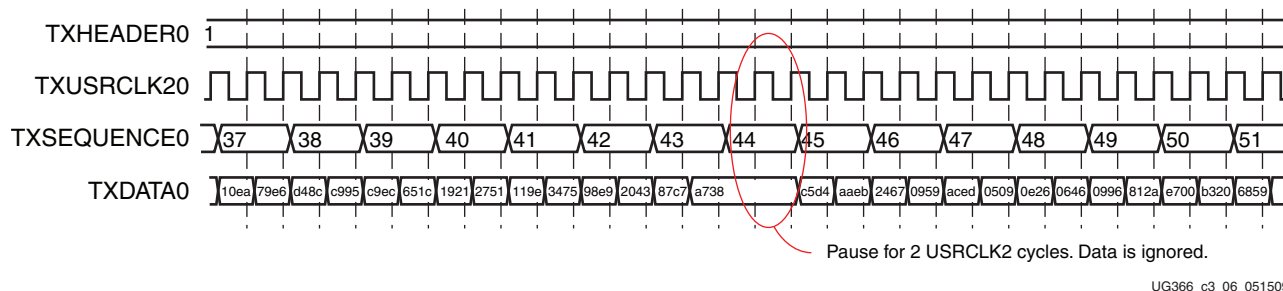 TXHEADER0 1
TXUSRCLK20
TXSEQUENCE0 37 38 39 40 41 42 43 44 45 46 47 48 49 50 51
TXDATA0 10ea 79e6 d48c c995 c9ec 651c 1921 2751 119e 3475 98e9 2043 87c7 a738 c5d4 aaeb 2467 0959 aced 0509 0e26 0646 0996 812a e700 b320 6859
Pause for 2 USRCLK2 cycles. Data is ignored.
UG366_c3_06_051509